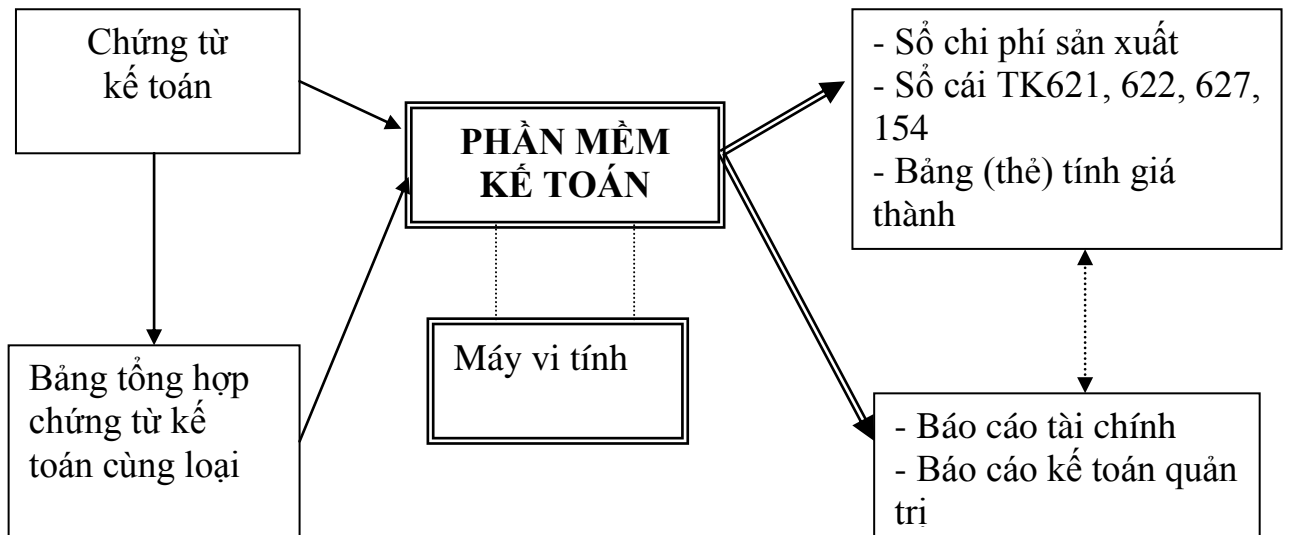 Chứng từ
kế toán
Bảng tổng hợp
chứng từ kế
toán cùng loại
PHẦN MỀM
KẾ TOÁN
Máy vi tính
- Sổ chi phí sản xuất
- Sổ cái TK621, 622, 627,
154
- Bảng (thẻ) tính giá
thành
- Báo cáo tài chính
- Báo cáo kế toán quản
trị